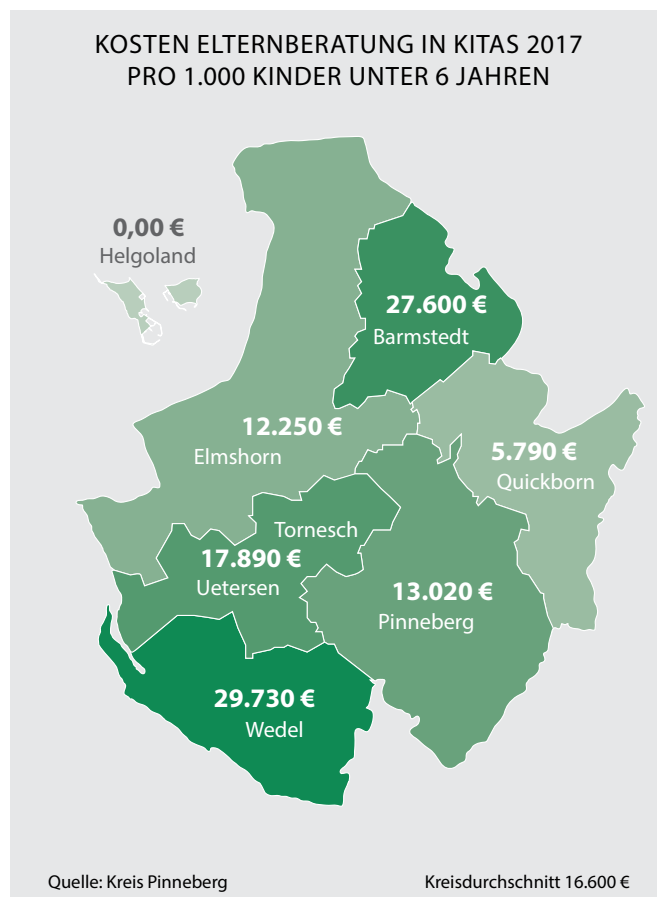 KOSTEN ELTERNBERATUNG IN KITAS 2017
PRO 1.000 KINDER UNTER 6 JAHREN
0,00 €
Helgoland
27.600 €
Barmstedt
12.250 €
Elmshorn
5.790 €
Quickborn
Tornesch
17.890 €
Uetersen
13.020 €
Pinneberg
29.730 €
Wedel
Quelle: Kreis Pinneberg
Kreisdurchschnitt 16.600 €